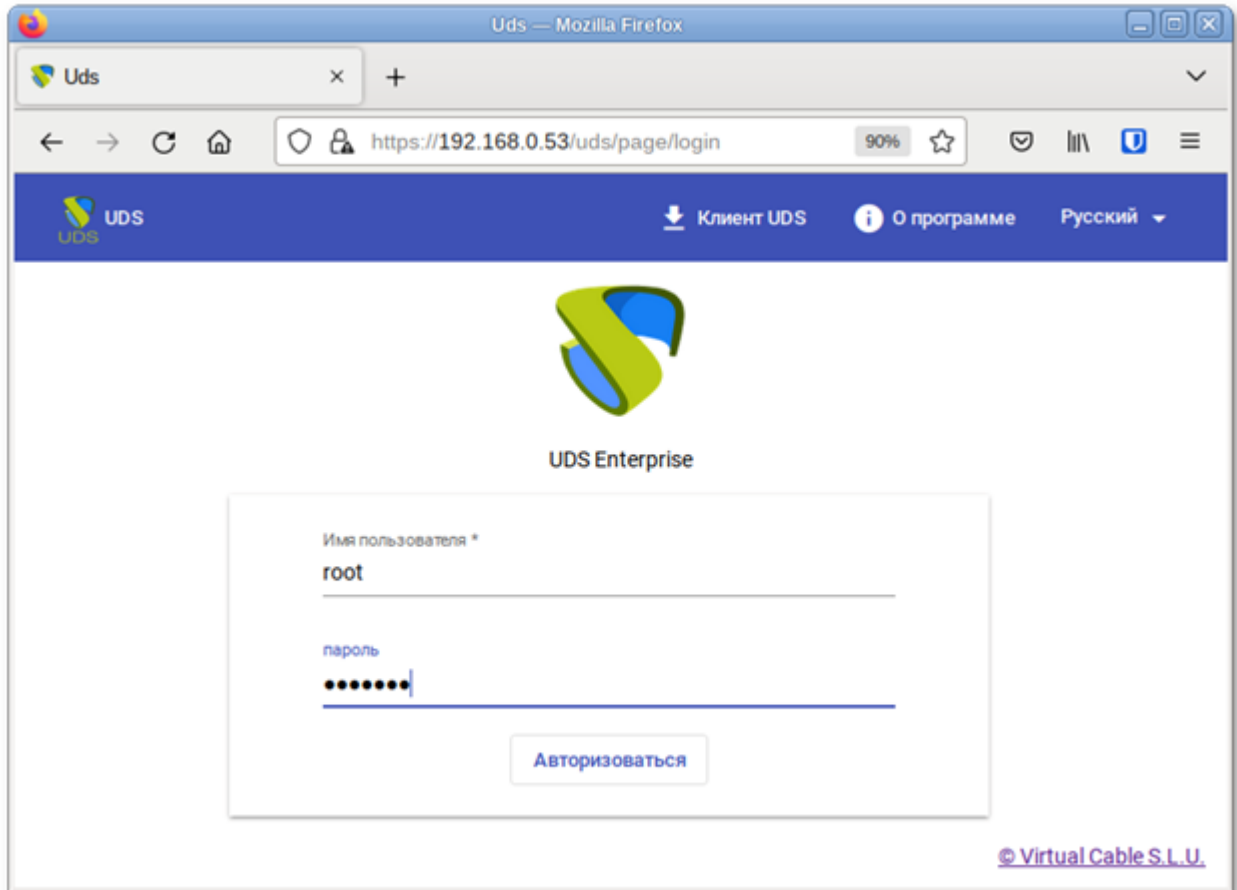 Uds — Mozilla Firefox
Uds
https://192.168.0.53/uds/page/login 90%
UDS UDS Клиент UDS О программе Русский
UDS Enterprise
Имя пользователя *
root
пароль
•••••••
Авторизоваться
© Virtual Cable S.L.U.